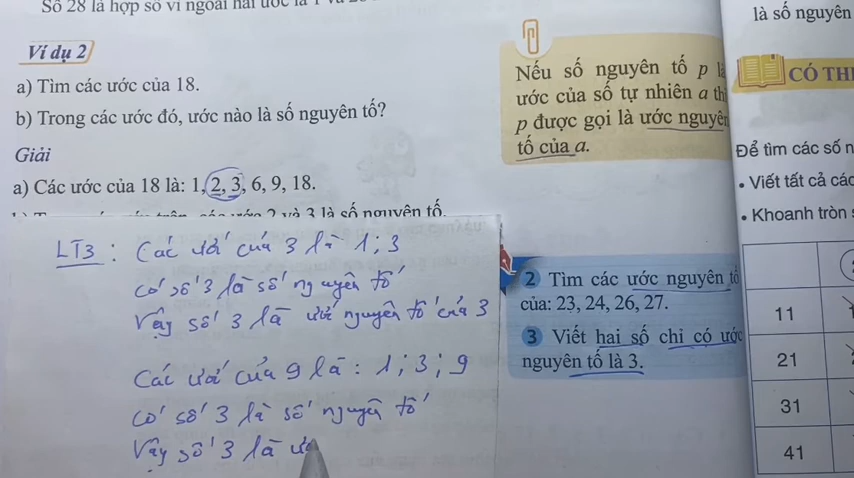 Số 28 là hợp số vì ngoài hai ước là 1
Ví dụ 2
a) Tìm các ước của 18.
b) Trong các ước đó, ước nào là số nguyên tố?
Giải
a) Các ước của 18 là: 1, 2, 3, 6, 9, 18.
2 và 3 là số nguyên tố.
LT3 : Các ước của 3 là 1 ; 3
Có số 3 là số nguyên tố
Vậy số 3 là ước nguyên tố của 3
Các ước của 9 là : 1 ; 3 ; 9
Có số 3 là số nguyên tố
Vậy số 3 là ướ
Nếu số nguyên tố p là
ước của số tự nhiên a thì
p được gọi là ước nguyên
tố của a.
2 Tìm các ước nguyên tố
của: 23, 24, 26, 27.
3 Viết hai số chỉ có ước
nguyên tố là 3.
là số nguyên
CÓ TH
Để tìm các số n
• Viết tất cả các
• Khoanh tròn
11
21
31
41